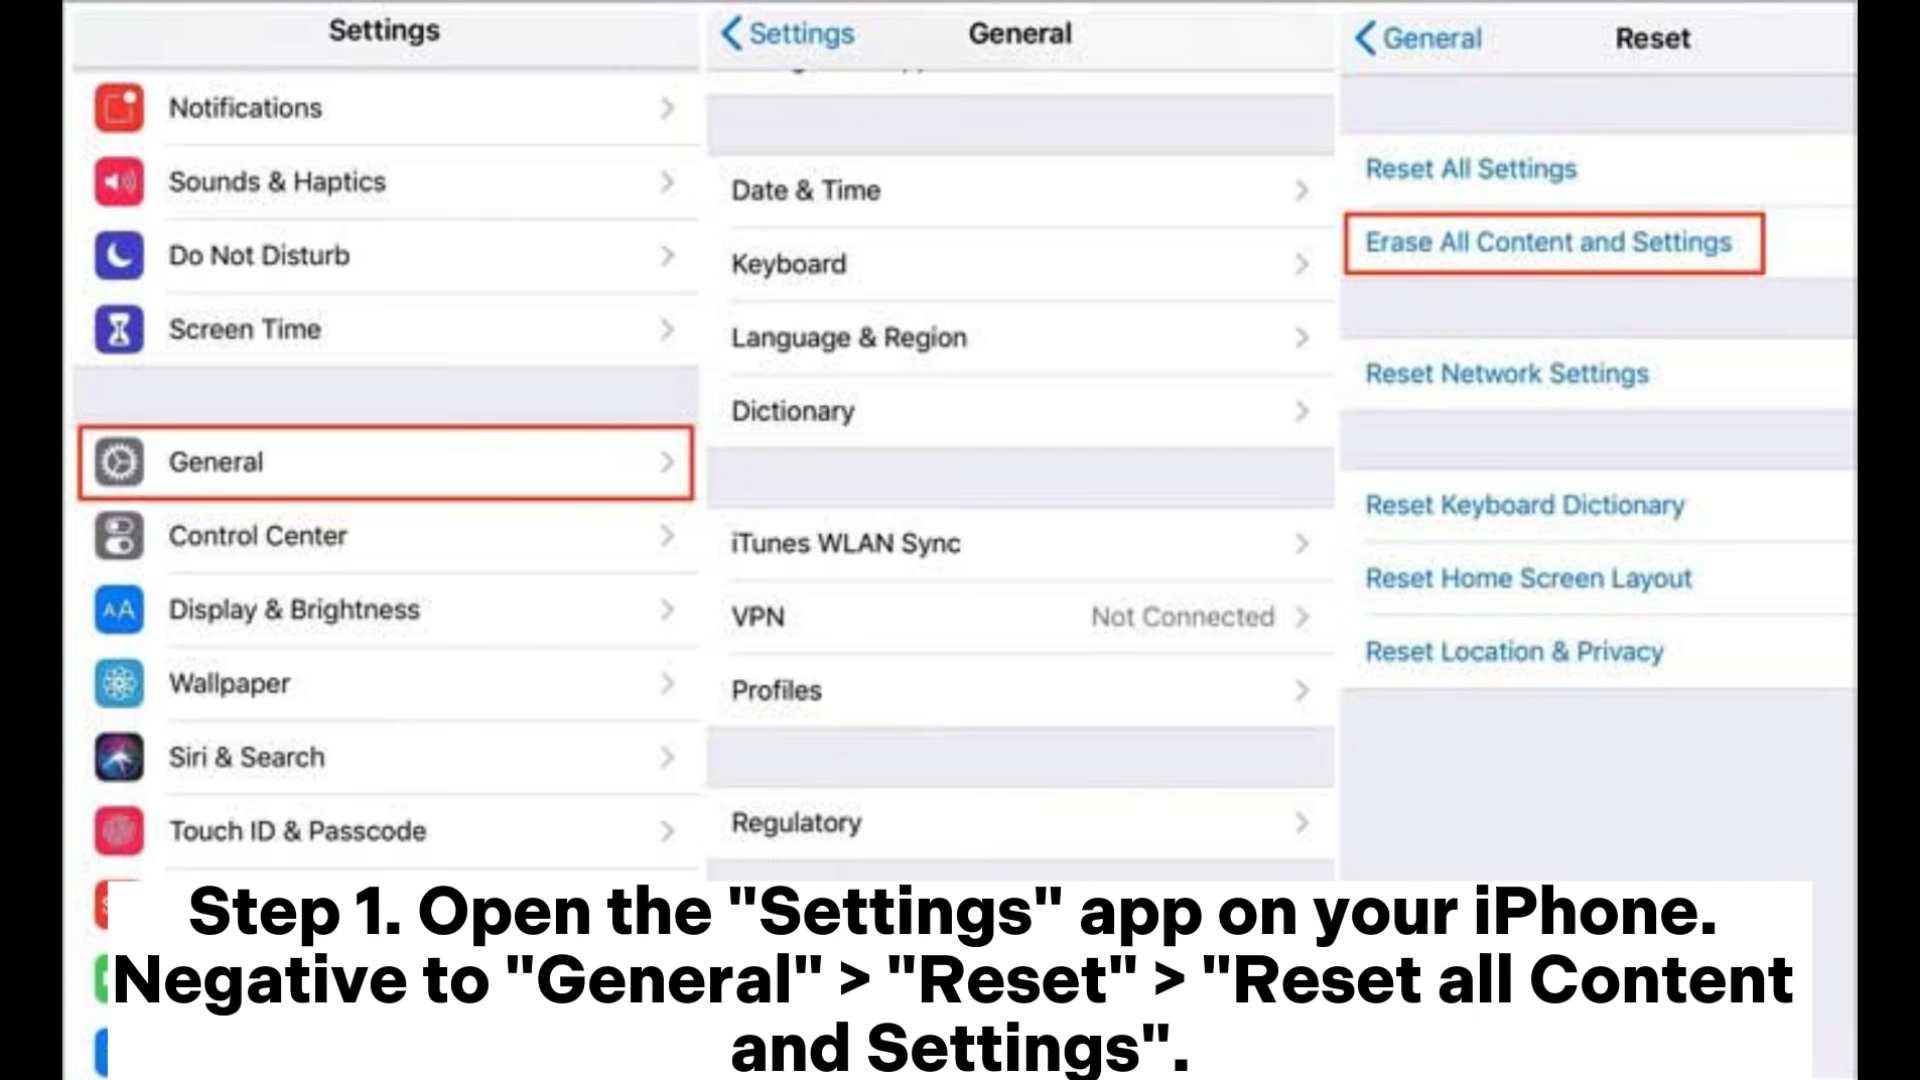 Settings
Notifications
Sounds & Haptics
Do Not Disturb
Screen Time
General
Control Center
Display & Brightness
AA
Wallpaper
Siri & Search
Touch ID & Passcode
Settings
General
Date & Time
Keyboard
Language & Region
Dictionary
iTunes WLAN Sync
VPN Not Connected
Profiles
Regulatory
General
Reset
Reset All Settings
Erase All Content and Settings
Reset Network Settings
Reset Keyboard Dictionary
Reset Home Screen Layout
Reset Location & Privacy
Step 1. Open the "Settings" app on your iPhone.
Negative to "General" > "Reset" > "Reset all Content
and Settings".